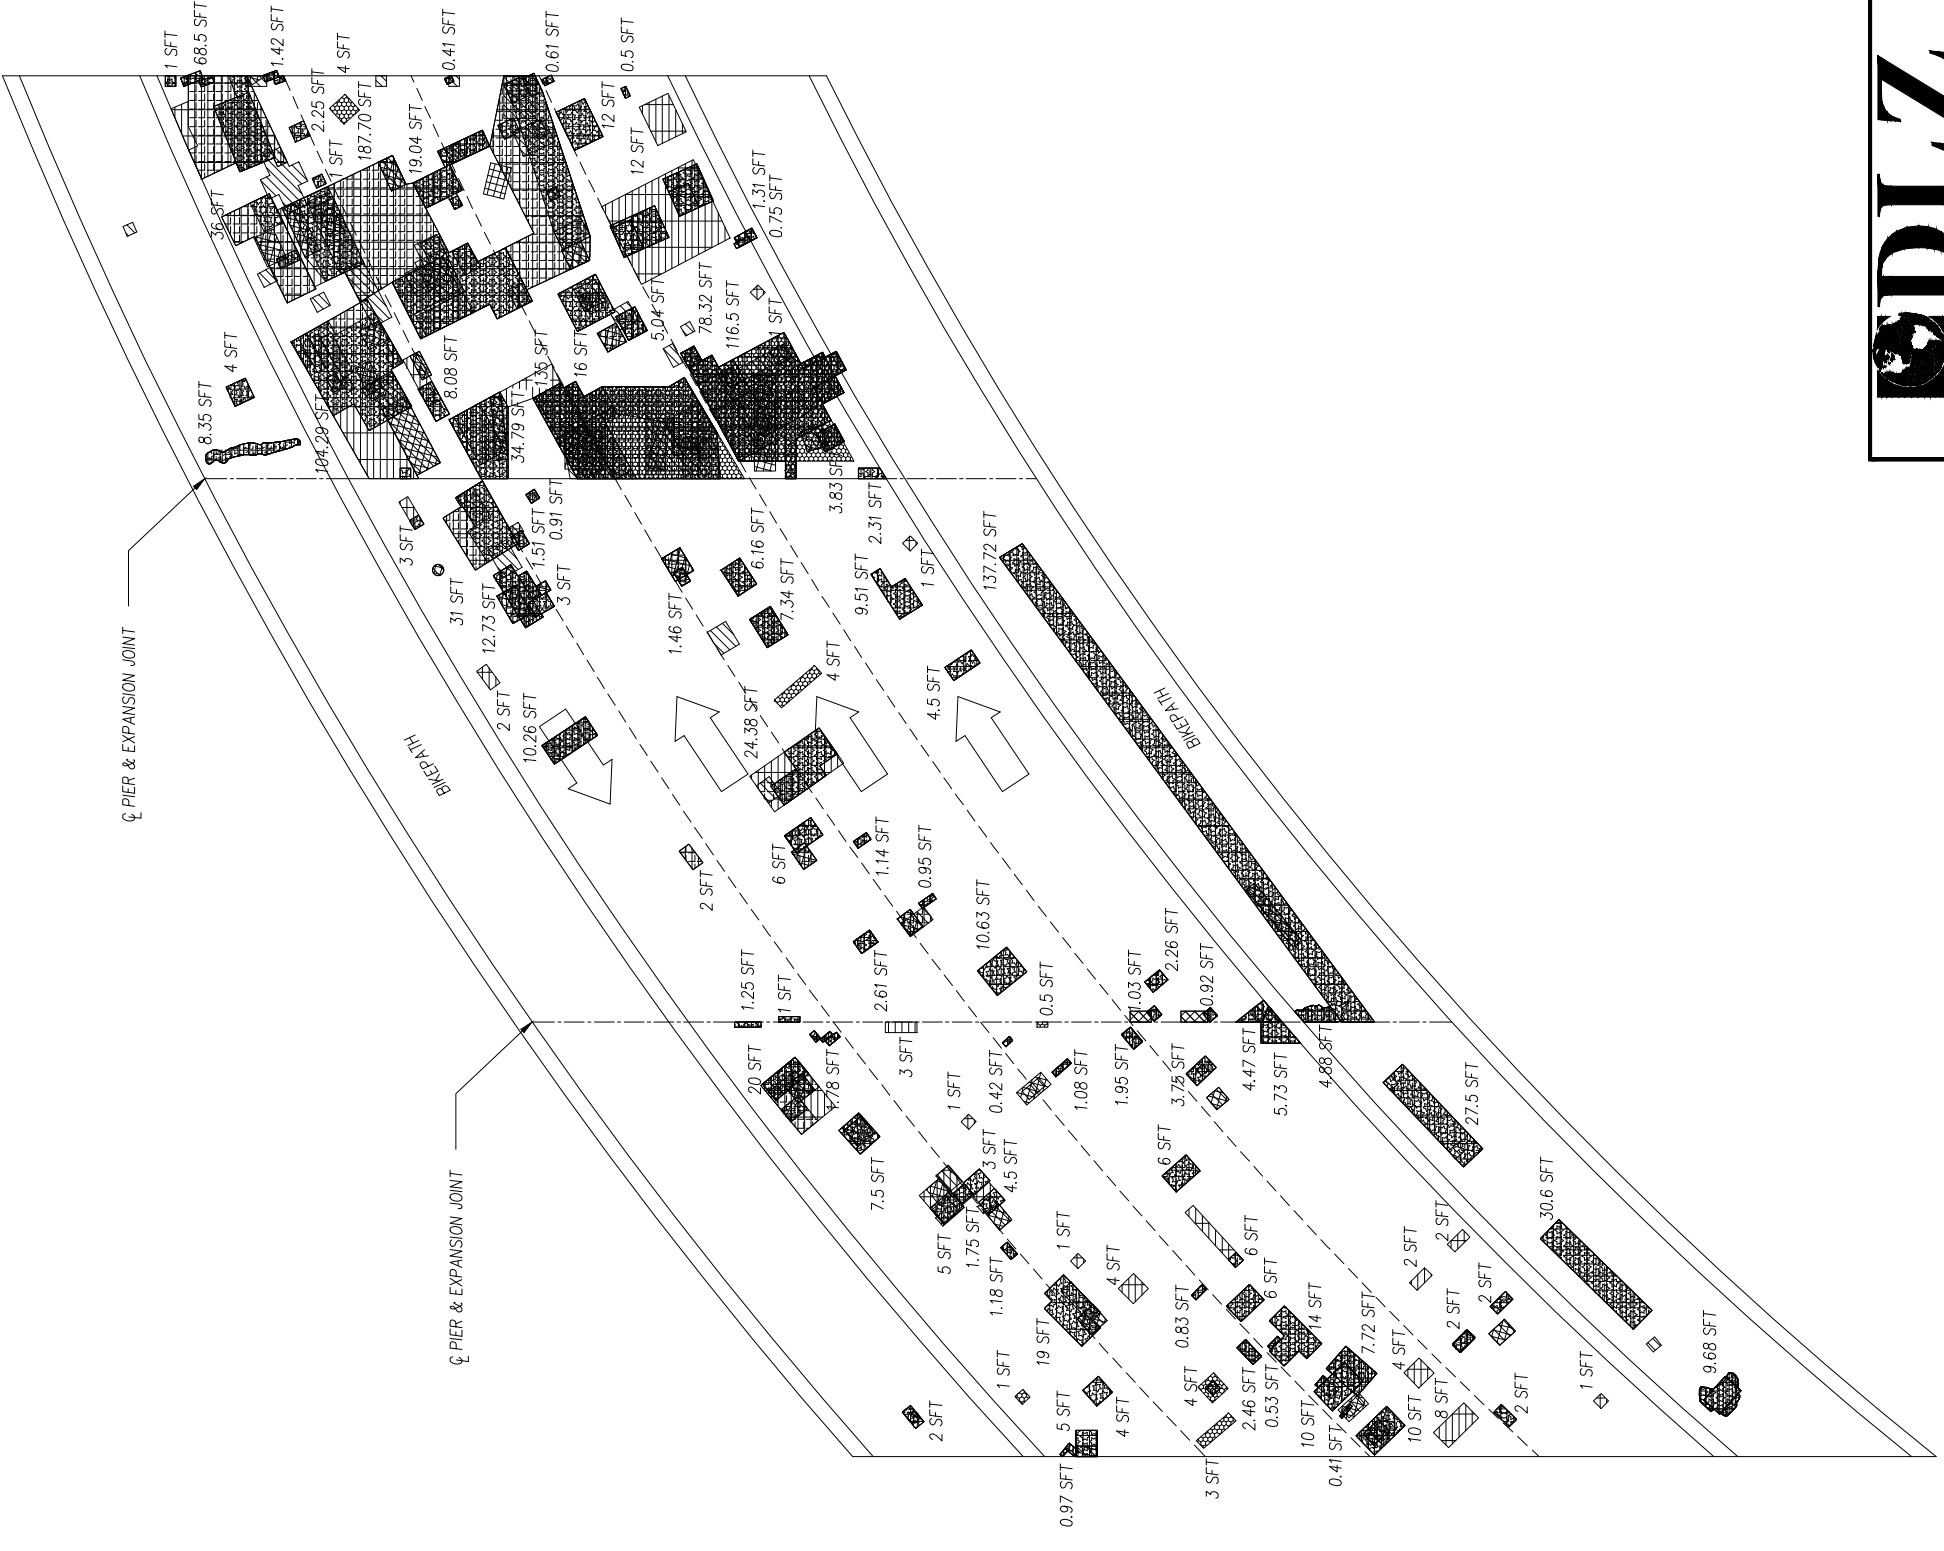 1 SFT
68.5 SFT
1.42 SFT
4 SFT
0.41 SFT
0.61 SFT
0.5 SFT
2.25 SFT
187.70 SFT
19.04 SFT
12 SFT
12 SFT
36 SFT
1.31 SFT
0.75 SFT
4 SFT
8.35 SFT
104.29 SFT
8.08 SFT
34.79 SFT
135 SFT
16 SFT
5.04 SFT
78.32 SFT
116.5 SFT
1 SFT
3.83 SFT
2.31 SFT
℄ PIER & EXPANSION JOINT
3 SFT
31 SFT
12.73 SFT
1.51 SFT
0.91 SFT
3 SFT
2 SFT
10.26 SFT
1.46 SFT
6.16 SFT
7.34 SFT
4 SFT
24.38 SFT
9.51 SFT
1 SFT
4.5 SFT
137.72 SFT
BIKEPATH
BIKEPATH
2 SFT
6 SFT
1.14 SFT
0.95 SFT
2.61 SFT
10.63 SFT
0.5 SFT
1.25 SFT
1 SFT
1.03 SFT
2.26 SFT
0.92 SFT
℄ PIER & EXPANSION JOINT
20 SFT
1.78 SFT
3 SFT
7.5 SFT
1 SFT
0.42 SFT
1.08 SFT
1.95 SFT
3.75 SFT
4.47 SFT
5.73 SFT
4.88 SFT
27.5 SFT
3 SFT
4.5 SFT
5 SFT
1.75 SFT
1.18 SFT
1 SFT
4 SFT
6 SFT
6 SFT
6 SFT
0.83 SFT
14 SFT
7.72 SFT
2 SFT
2 SFT
2 SFT
2 SFT
30.6 SFT
19 SFT
1 SFT
2 SFT
5 SFT
4 SFT
0.97 SFT
4 SFT
2.46 SFT
0.53 SFT
3 SFT
10 SFT
0.41 SFT
10 SFT
4 SFT
8 SFT
2 SFT
1 SFT
9.68 SFT
DLZ